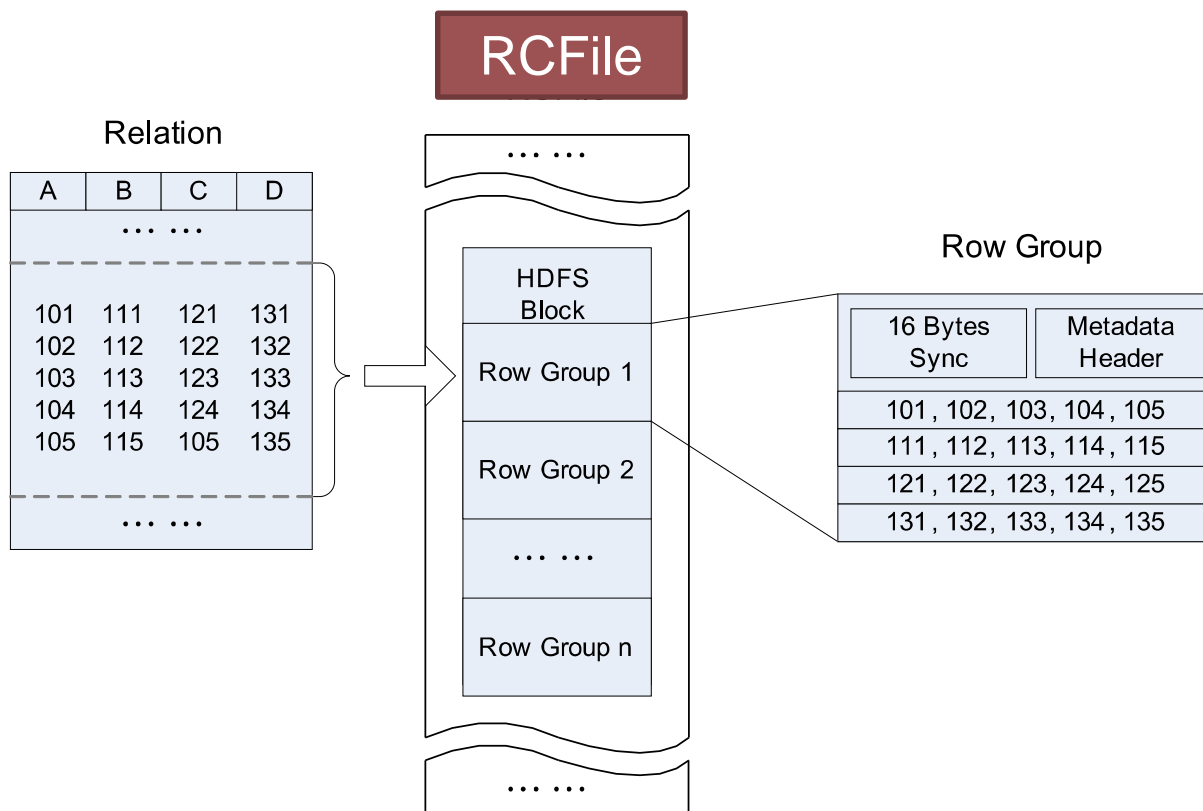 RCFile
Relation
A B C D
... ...
101 111 121 131
102 112 122 132
103 113 123 133
104 114 124 134
105 115 105 135
... ...
... ...
HDFS
Block
Row Group 1
Row Group 2
... ...
Row Group n
... ...
Row Group
16 Bytes
Sync
Metadata
Header
101, 102, 103, 104, 105
111, 112, 113, 114, 115
121, 122, 123, 124, 125
131, 132, 133, 134, 135